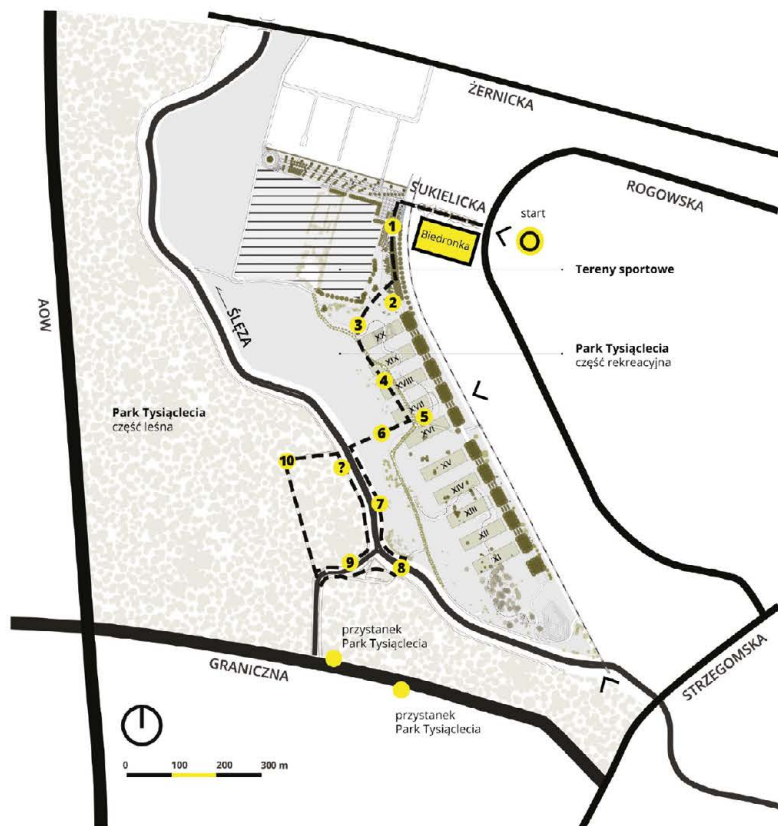 ŻERNICKA
ROGOWSKA
SUKIELICKA
start
Biedronka
1
Tereny sportowe
2
3
AOW
ŚLĘZA
XX
Park Tysiąclecia
część rekreacyjna
XIX
4
XVIII
XVII
5
XVI
Park Tysiąclecia
część leśna
6
10
?
XV
XIV
7
XIII
XII
XI
9
8
przystanek
Park Tysiąclecia
GRANICZNA
STRZEGOMSKA
przystanek
Park Tysiąclecia
0 100 200 300 m